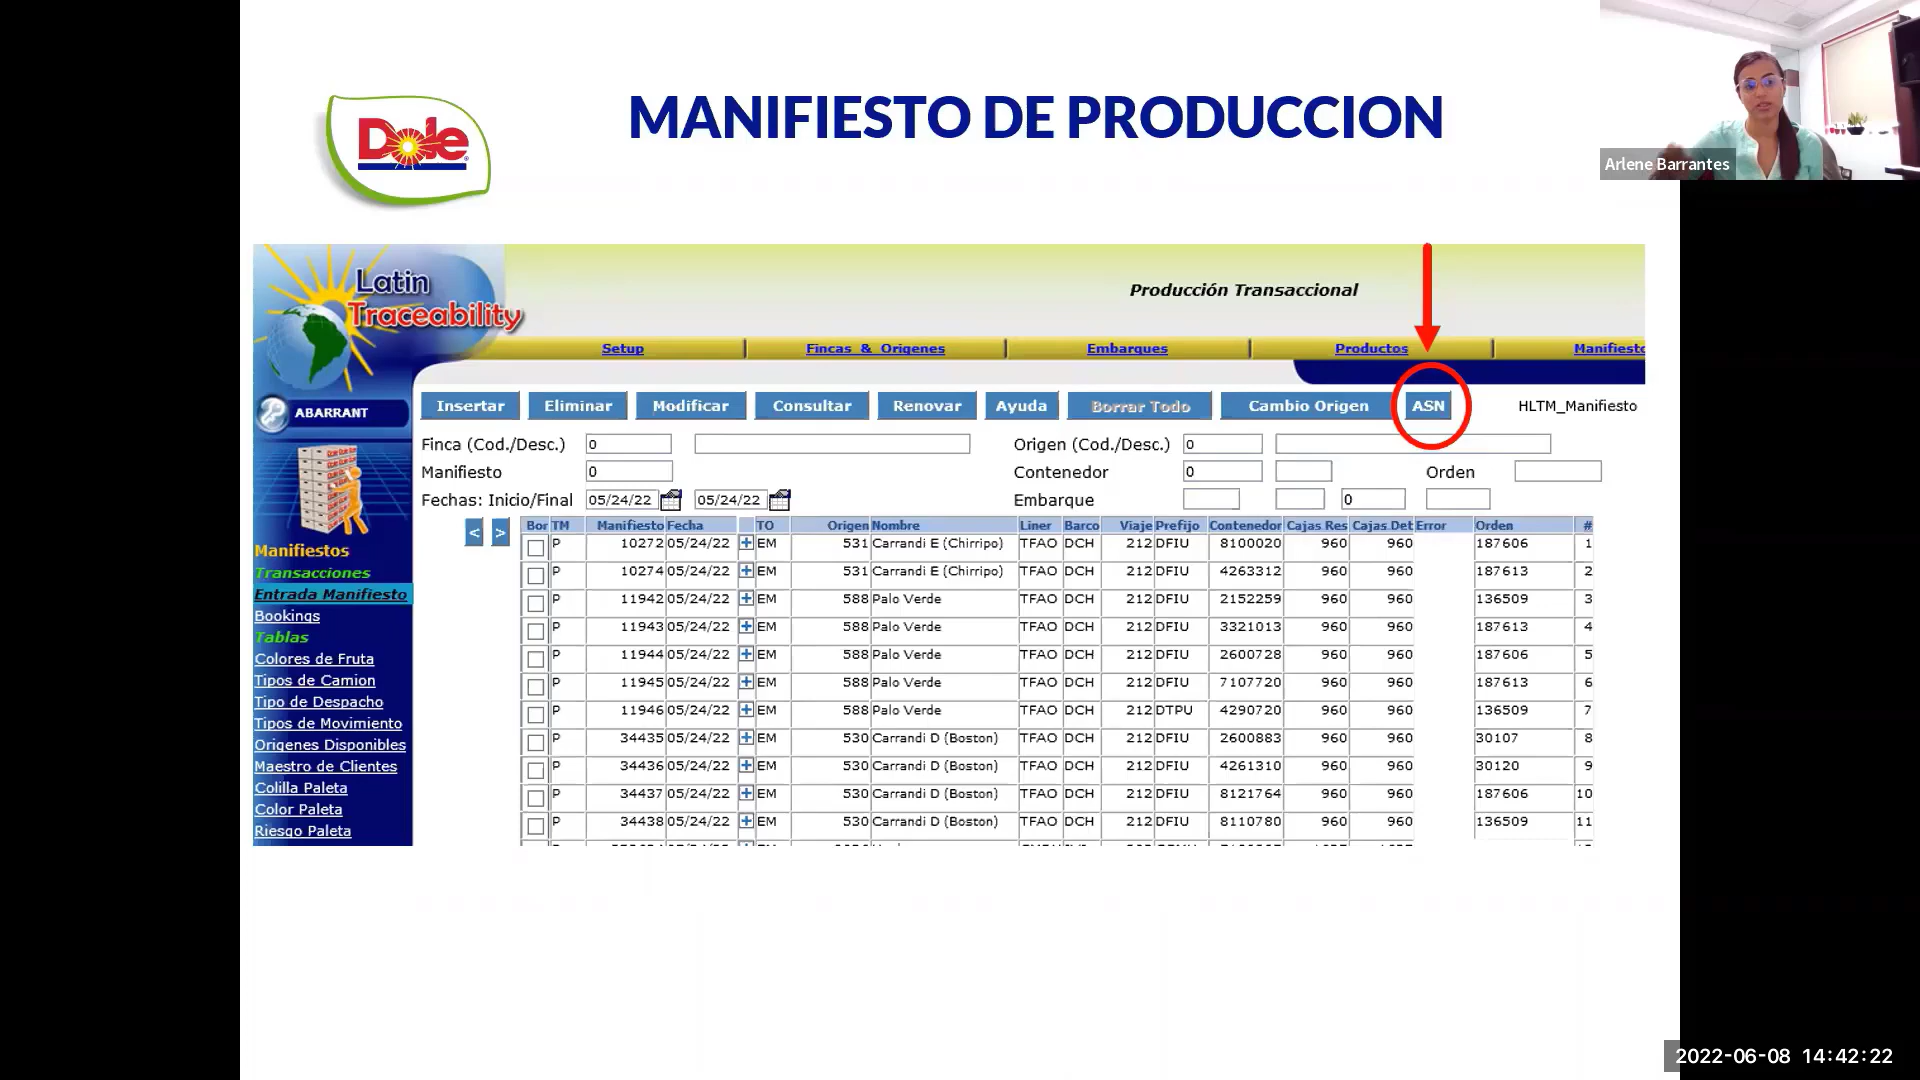 Dole
MANIFIESTO DE PRODUCCION
Arlene Barrantes
Latin
Traceability
Producción Transaccional
Setup Fincas & Origenes Embarques Productos Manifiesto
ABARRANT
Insertar Eliminar Modificar Consultar Renovar Ayuda Borrar Todo Cambio Origen ASN HLTM_Manifiesto
Finca (Cod./Desc.) 0 Origen (Cod./Desc.) 0
Manifiesto 0 Contenedor 0 Orden
Fechas: Inicio/Final 05/24/22 05/24/22 Embarque 0
< > Bor TM Manifiesto Fecha TO Origen Nombre Liner Barco Viaje Prefijo Contenedor Cajas Res Cajas Det Error Orden #
P 10272 05/24/22 + EM 531 Carrandi E (Chirripo) TFAO DCH 212 DFIU 8100020 960 960 187606 1
P 10274 05/24/22 + EM 531 Carrandi E (Chirripo) TFAO DCH 212 DFIU 4263312 960 960 187613 2
P 11942 05/24/22 + EM 588 Palo Verde TFAO DCH 212 DFIU 2152259 960 960 136509 3
P 11943 05/24/22 + EM 588 Palo Verde TFAO DCH 212 DFIU 3321013 960 960 187613 4
P 11944 05/24/22 + EM 588 Palo Verde TFAO DCH 212 DFIU 2600728 960 960 187606 5
P 11945 05/24/22 + EM 588 Palo Verde TFAO DCH 212 DFIU 7107720 960 960 187613 6
P 11946 05/24/22 + EM 588 Palo Verde TFAO DCH 212 DTPU 4290720 960 960 136509 7
P 34435 05/24/22 + EM 530 Carrandi D (Boston) TFAO DCH 212 DFIU 2600883 960 960 30107 8
P 34436 05/24/22 + EM 530 Carrandi D (Boston) TFAO DCH 212 DFIU 4261310 960 960 30120 9
P 34437 05/24/22 + EM 530 Carrandi D (Boston) TFAO DCH 212 DFIU 8121764 960 960 187606 10
P 34438 05/24/22 + EM 530 Carrandi D (Boston) TFAO DCH 212 DFIU 8110780 960 960 136509 11
Manifiestos
Transacciones
Entrada Manifiesto
Bookings
Tablas
Colores de Fruta
Tipos de Camion
Tipo de Despacho
Tipos de Movimiento
Origenes Disponibles
Maestro de Clientes
Colilla Paleta
Color Paleta
Riesgo Paleta
2022-06-08 14:42:22